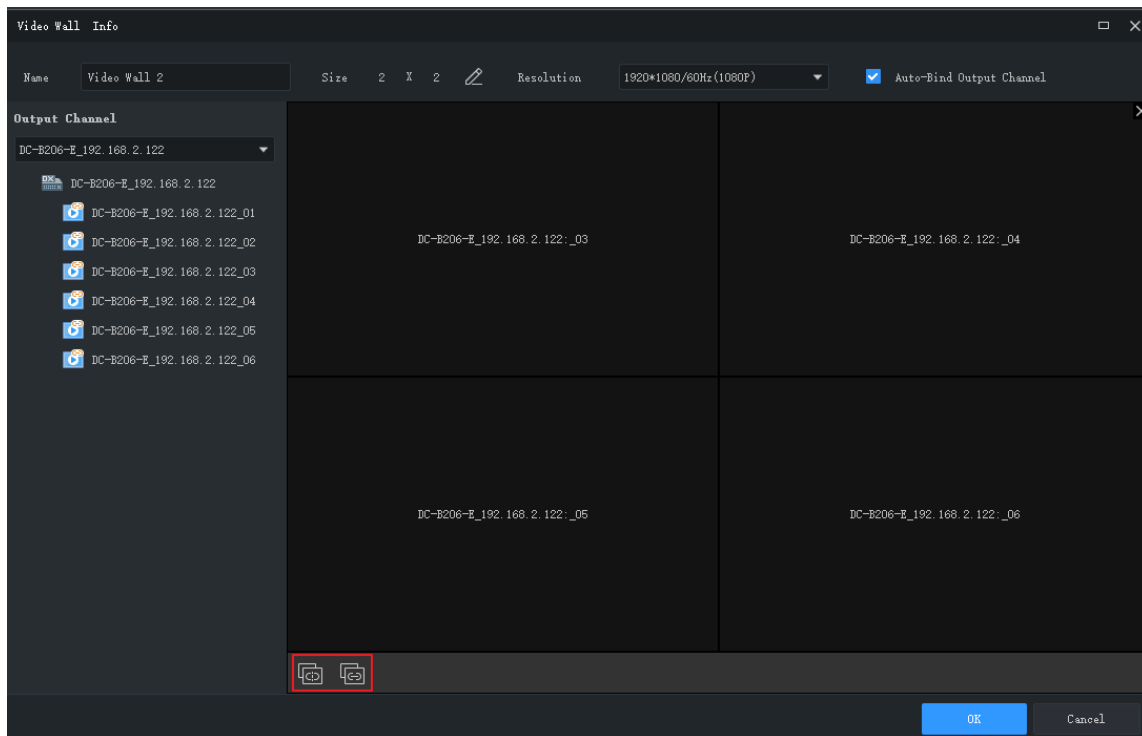 Video Wall Info
Name Video Wall 2 Size 2 X 2 Resolution 1920*1080/60Hz(1080P) Auto-Bind Output Channel
Output Channel
DC-B206-E_192.168.2.122
DC-B206-E_192.168.2.122
DC-B206-E_192.168.2.122_01
DC-B206-E_192.168.2.122_02
DC-B206-E_192.168.2.122_03
DC-B206-E_192.168.2.122_04
DC-B206-E_192.168.2.122_05
DC-B206-E_192.168.2.122_06
DC-B206-E_192.168.2.122:_03 DC-B206-E_192.168.2.122:_04
DC-B206-E_192.168.2.122:_05 DC-B206-E_192.168.2.122:_06
OK Cancel